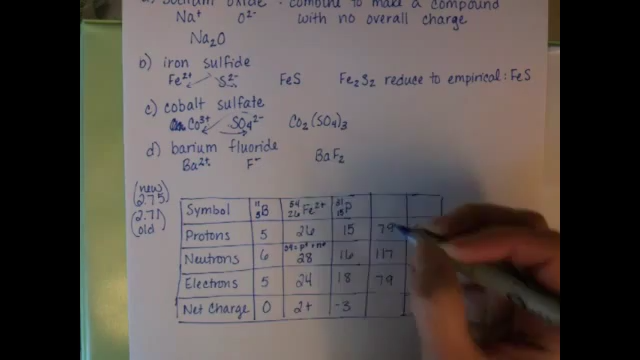 a) sodium oxide : combine to make a compound
Na⁺ O²⁻ with no overall charge
Na₂O
b) iron sulfide
Fe²⁺ S²⁻ FeS Fe₂S₂ reduce to empirical: FeS
c) cobalt sulfate
Co³⁺ SO₄²⁻ Co₂(SO₄)₃
d) barium fluoride
Ba²⁺ F⁻ BaF₂
(new) 2.75
(2.71 old)
Symbol ¹¹₅B ⁵⁴₂₆Fe²⁺ ³¹₁₅P
Protons 5 26 15 79
54 = p⁺ + n°
Neutrons 6 28 16 117
Electrons 5 24 18 79
Net Charge 0 2+ -3